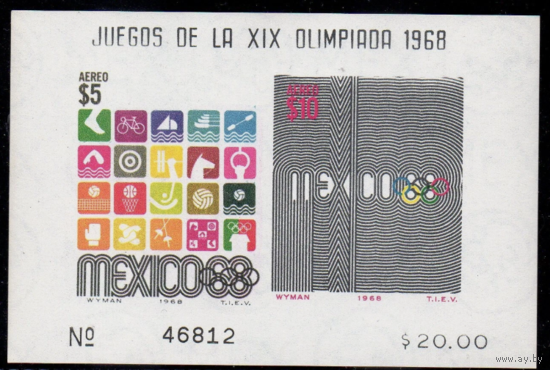 JUEGOS DE LA XIX OLIMPIADA 1968
AEREO
$5
MEXICO68
WYMAN 1968 T.I.E.V.
AEREO
$10
MEXICO68
WYMAN 1968 T.I.E.V.
Nº 46812 $20.00
www.ay.by